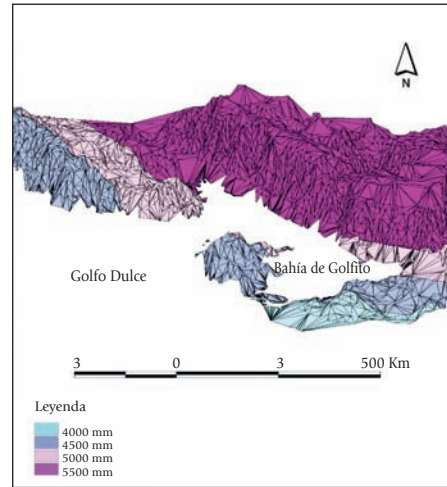 N
Golfo Dulce
Bahía de Golfito
3 0 3 500 Km
Leyenda
4000 mm
4500 mm
5000 mm
5500 mm